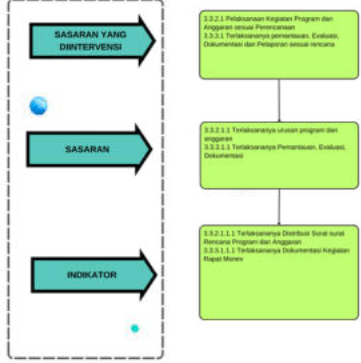 SASARAN YANG
DIINTERVENSI
3.3.2.1 Pelaksanaan Kegiatan Program dan
Anggaran sesuai Perencanaan
3.3.3.1 Terlaksananya pemantauan, Evaluasi,
Dokumentasi dan Pelaporan sesuai rencana
SASARAN
3.3.2.1.1 Terlaksananya urusan program dan
anggaran
3.3.3.1.1 Terlaksananya Pemantauan, Evaluasi,
Dokumentasi
INDIKATOR
3.3.2.1.1.1 Terlaksananya Distribusi Surat surat
Rencana Program dan Anggaran
3.3.3.1.1.1 Terlaksananya Dokumentasi Kegiatan
Rapat Monev